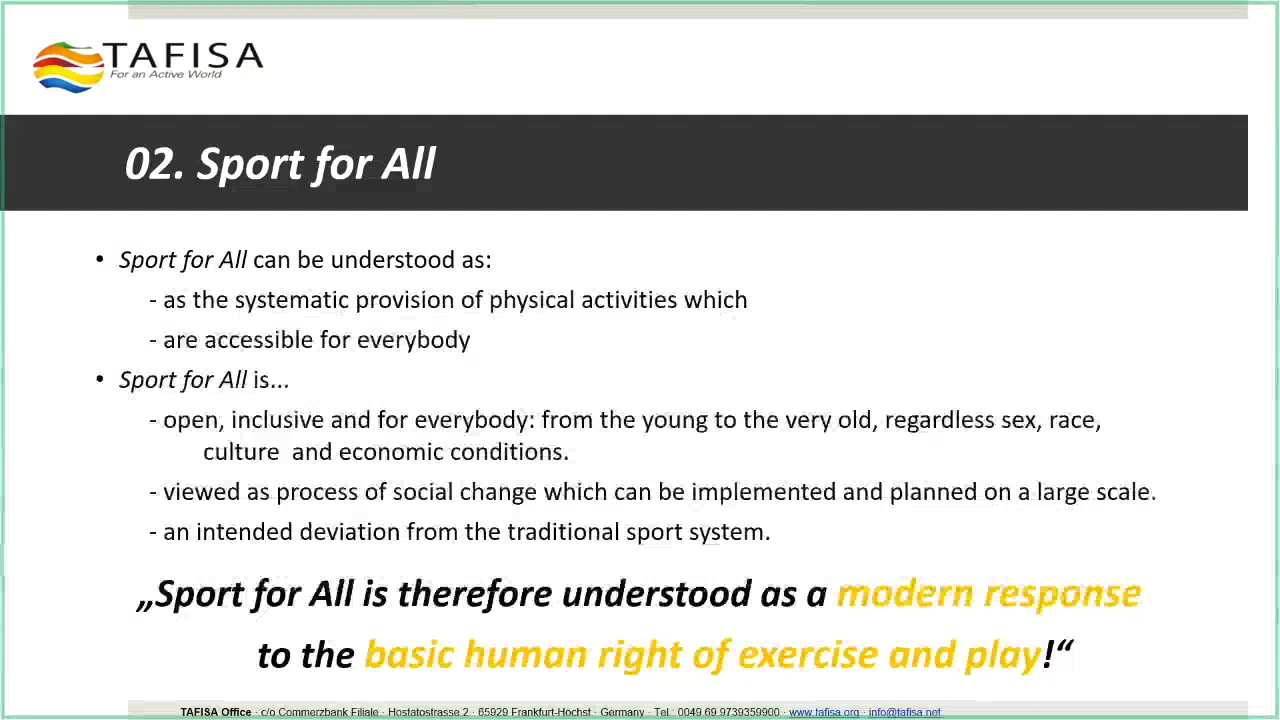 TAFISA
For an Active World
02. Sport for All
• Sport for All can be understood as:
- as the systematic provision of physical activities which
- are accessible for everybody
• Sport for All is...
- open, inclusive and for everybody: from the young to the very old, regardless sex, race,
culture and economic conditions.
- viewed as process of social change which can be implemented and planned on a large scale.
- an intended deviation from the traditional sport system.
„Sport for All is therefore understood as a modern response
to the basic human right of exercise and play!“
TAFISA Office · c/o Commerzbank Filiale · Hostatostrasse 2 · 65929 Frankfurt-Höchst · Germany · Tel.: 0049 69 9739359900 · www.tafisa.org · info@tafisa.net